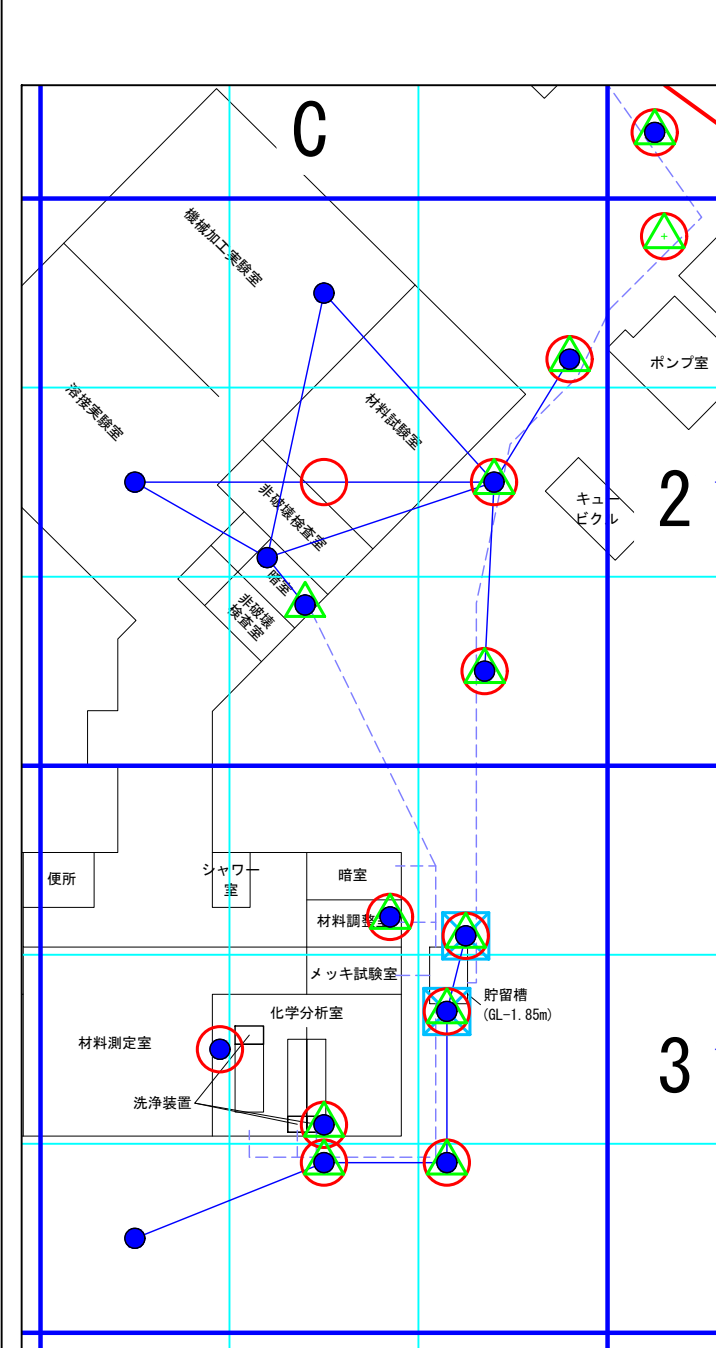 C
機械加工実験室
ポンプ室
溶接実験室
材料試験室
2
キュー
ビクル
非破壊検査室
暗室
非破壊
検査室
便所
シャワー
室
暗室
材料調整室
メッキ試験室
貯留槽
(GL-1.85m)
化学分析室
材料測定室
3
洗浄装置